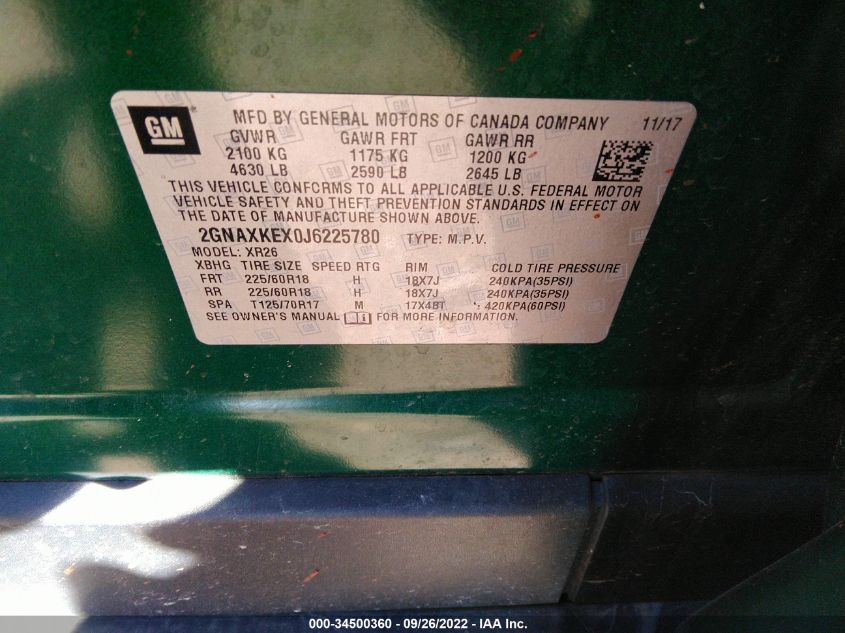 GM
MFD BY GENERAL MOTORS OF CANADA COMPANY 11/17
GVWR GAWR FRT GAWR RR
2100 KG 1175 KG 1200 KG
4630 LB 2590 LB 2645 LB
THIS VEHICLE CONFORMS TO ALL APPLICABLE U.S. FEDERAL MOTOR
VEHICLE SAFETY AND THEFT PREVENTION STANDARDS IN EFFECT ON
THE DATE OF MANUFACTURE SHOWN ABOVE.
2GNAXKEX0J6225780 TYPE: M.P.V.
MODEL: XR26
XBHG TIRE SIZE SPEED RTG RIM COLD TIRE PRESSURE
FRT 225/60R18 H 18X7J 240KPA(35PSI)
RR 225/60R18 H 18X7J 240KPA(35PSI)
SPA T125/70R17 M 17X4BT 420KPA(60PSI)
SEE OWNER'S MANUAL FOR MORE INFORMATION.
000-34500360 - 09/26/2022 - IAA Inc.